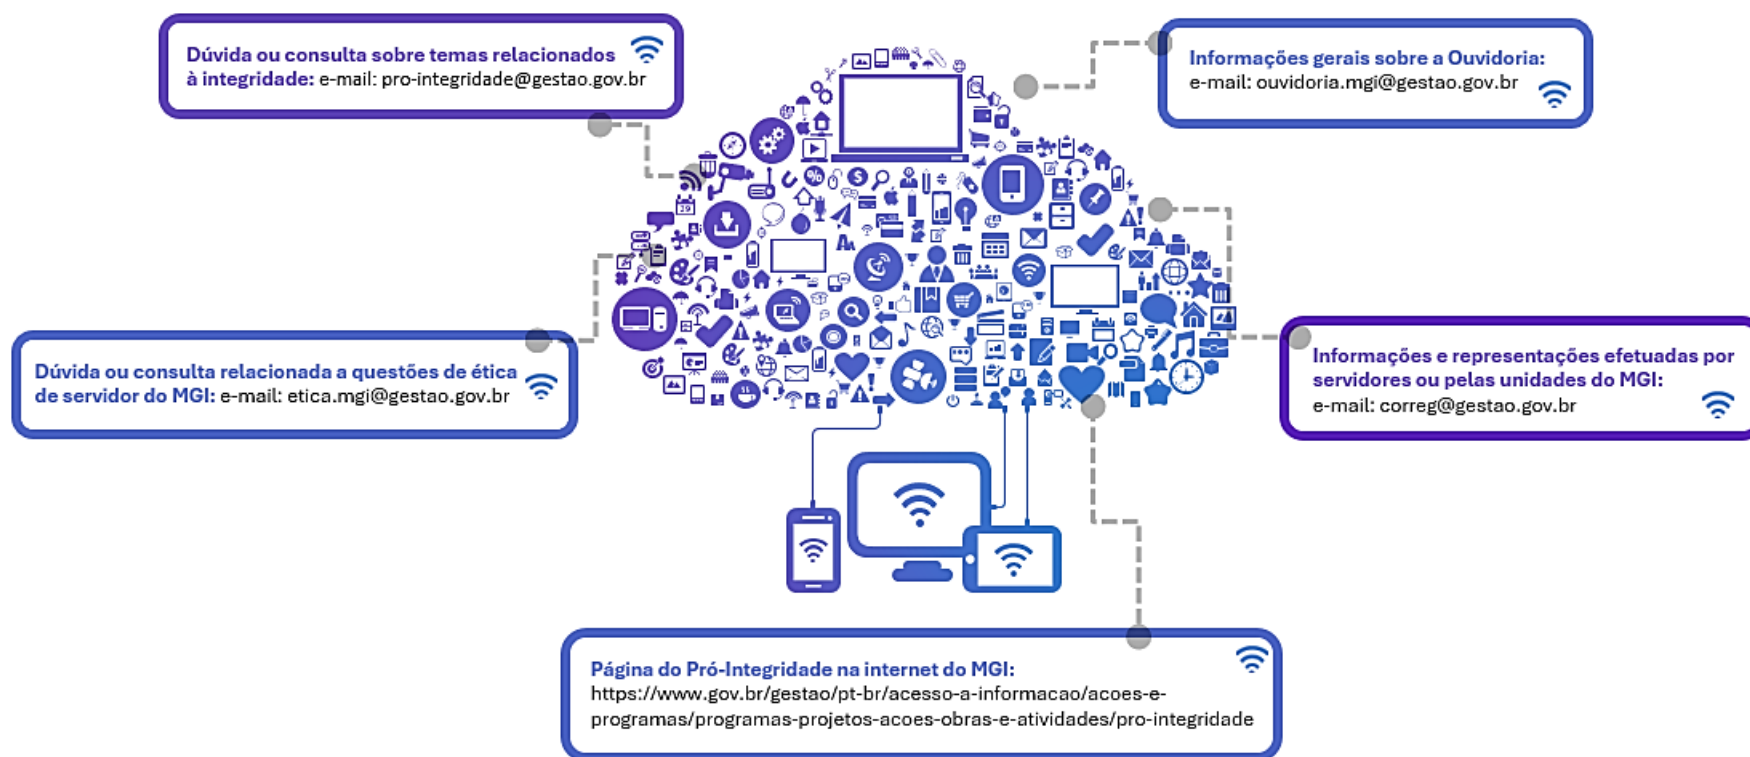 Dúvida ou consulta sobre temas relacionados
à integridade: e-mail: pro-integridade@gestao.gov.br
Informações gerais sobre a Ouvidoria:
e-mail: ouvidoria.mgi@gestao.gov.br
Dúvida ou consulta relacionada a questões de ética
de servidor do MGI: e-mail: etica.mgi@gestao.gov.br
Informações e representações efetuadas por
servidores ou pelas unidades do MGI:
e-mail: correg@gestao.gov.br
Página do Pró-Integridade na internet do MGI:
https://www.gov.br/gestao/pt-br/acesso-a-informacao/acoes-e-
programas/programas-projetos-acoes-obras-e-atividades/pro-integridade